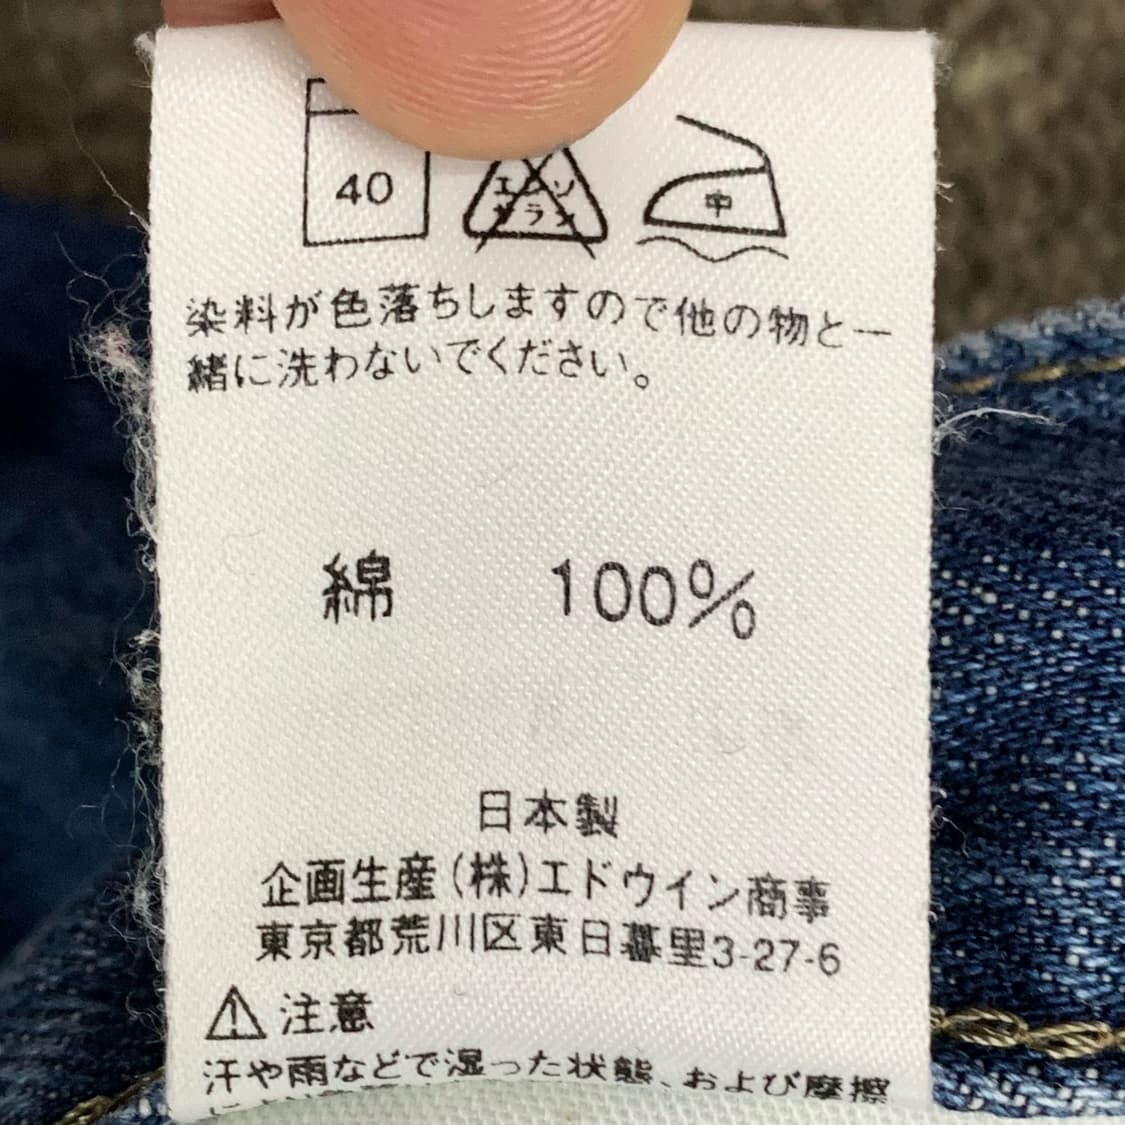 40
エンソ
サラシ
中
染料が色落ちしますので他の物と一
緒に洗わないでください。
綿 100%
日本製
企画生産(株)エドウイン商事
東京都荒川区東日暮里3-27-6
注意
汗や雨などで湿った状態、および摩擦